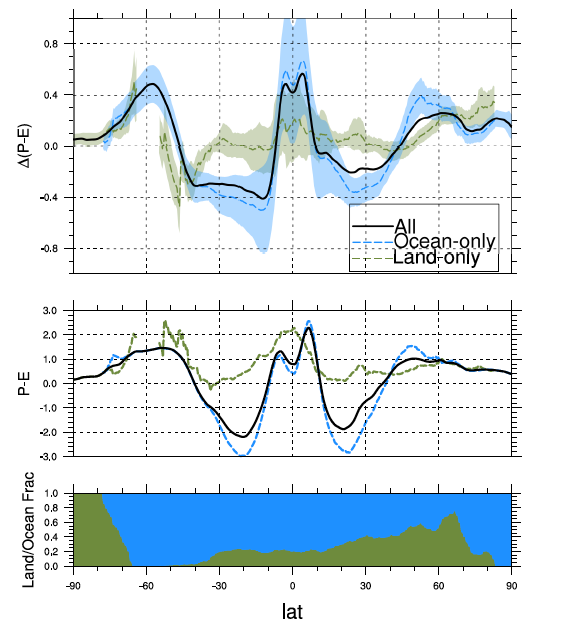 0.8
0.4
0.0
-0.4
-0.8
Δ(P-E)
All
Ocean-only
Land-only
3.0
2.0
1.0
0.0
-1.0
-2.0
-3.0
P-E
1.0
0.8
0.6
0.4
0.2
0.0
Land/Ocean Frac
-90 -60 -30 0 30 60 90
lat